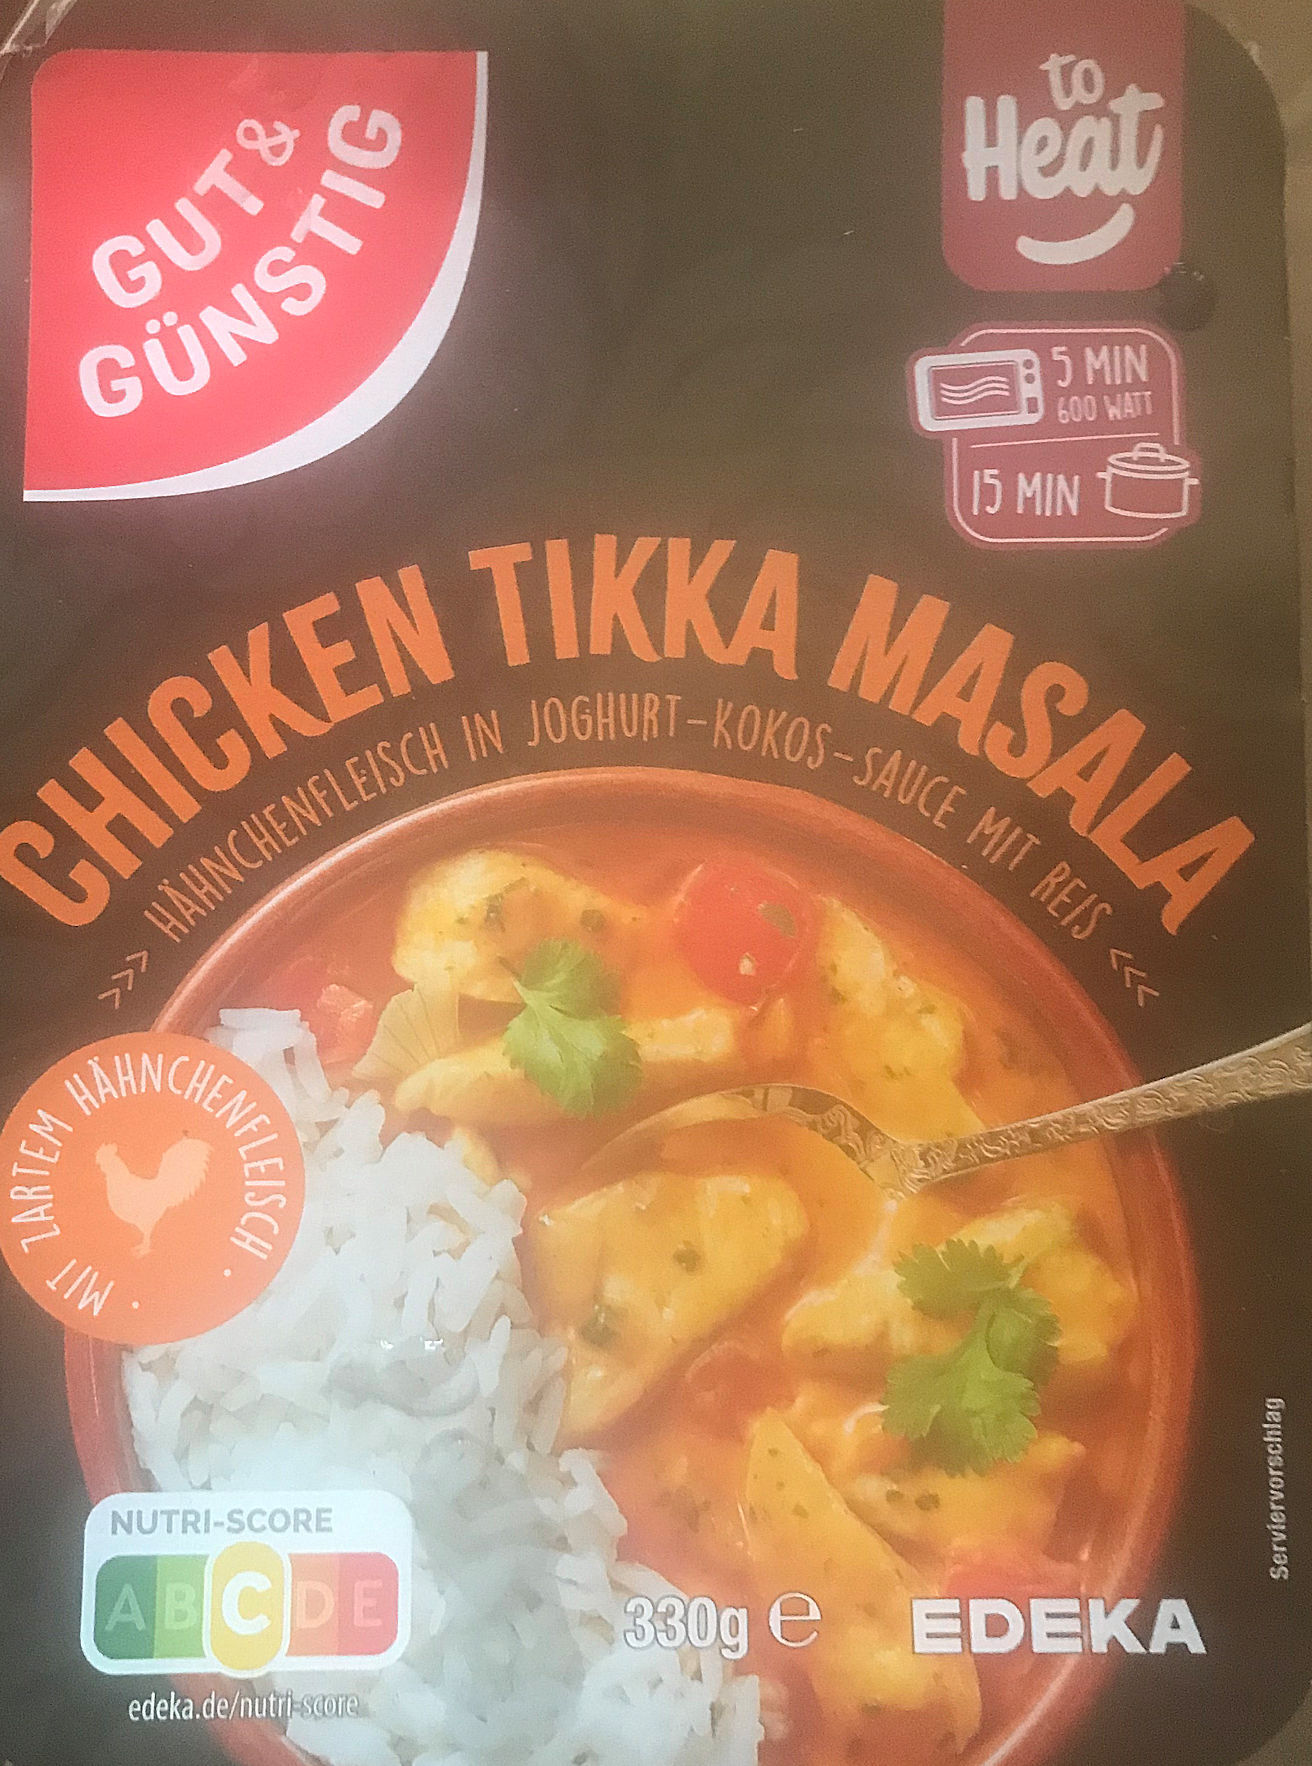 GUT &
GÜNSTIG
to
Heat
5 MIN
600 WATT
15 MIN
CHICKEN TIKKA MASALA
>>> HÄHNCHENFLEISCH IN JOGHURT-KOKOS-SAUCE MIT REIS <<<
· MIT ZARTEM HÄHNCHENFLEISCH ·
NUTRI-SCORE
A B C D E
edeka.de/nutri-score
330g e
EDEKA
Serviervorschlag